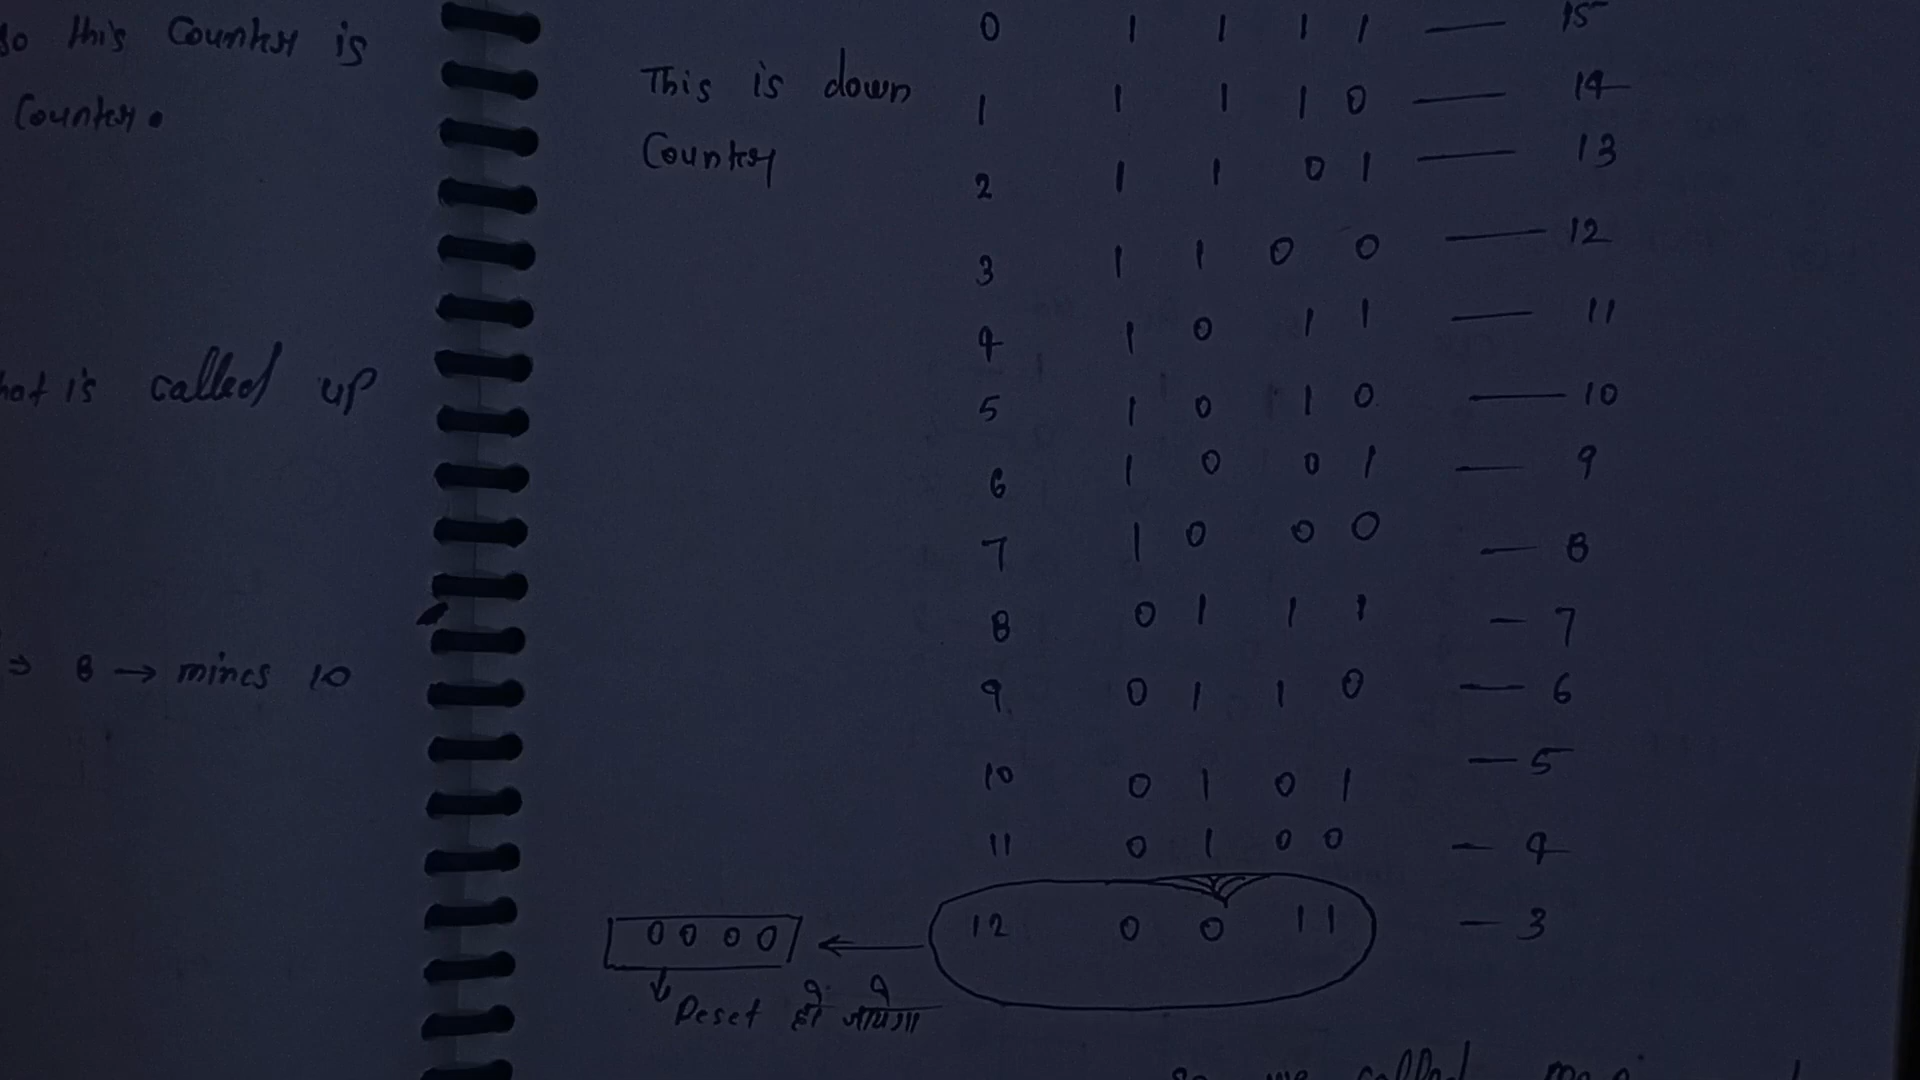 so this Counter is
Counter.
what is called up
⇒ 8 → mines 10
This is down
Counter
0 1 1 1 1 — 15
1 1 1 1 0 — 14
2 1 1 0 1 — 13
3 1 1 0 0 — 12
4 1 0 1 1 — 11
5 1 0 1 0 — 10
6 1 0 0 1 — 9
7 1 0 0 0 — 8
8 0 1 1 1 — 7
9 0 1 1 0 — 6
10 0 1 0 1 — 5
11 0 1 0 0 — 4
0 0 0 0 ← 12 0 0 1 1 — 3
Reset हो जायेगा
so we called